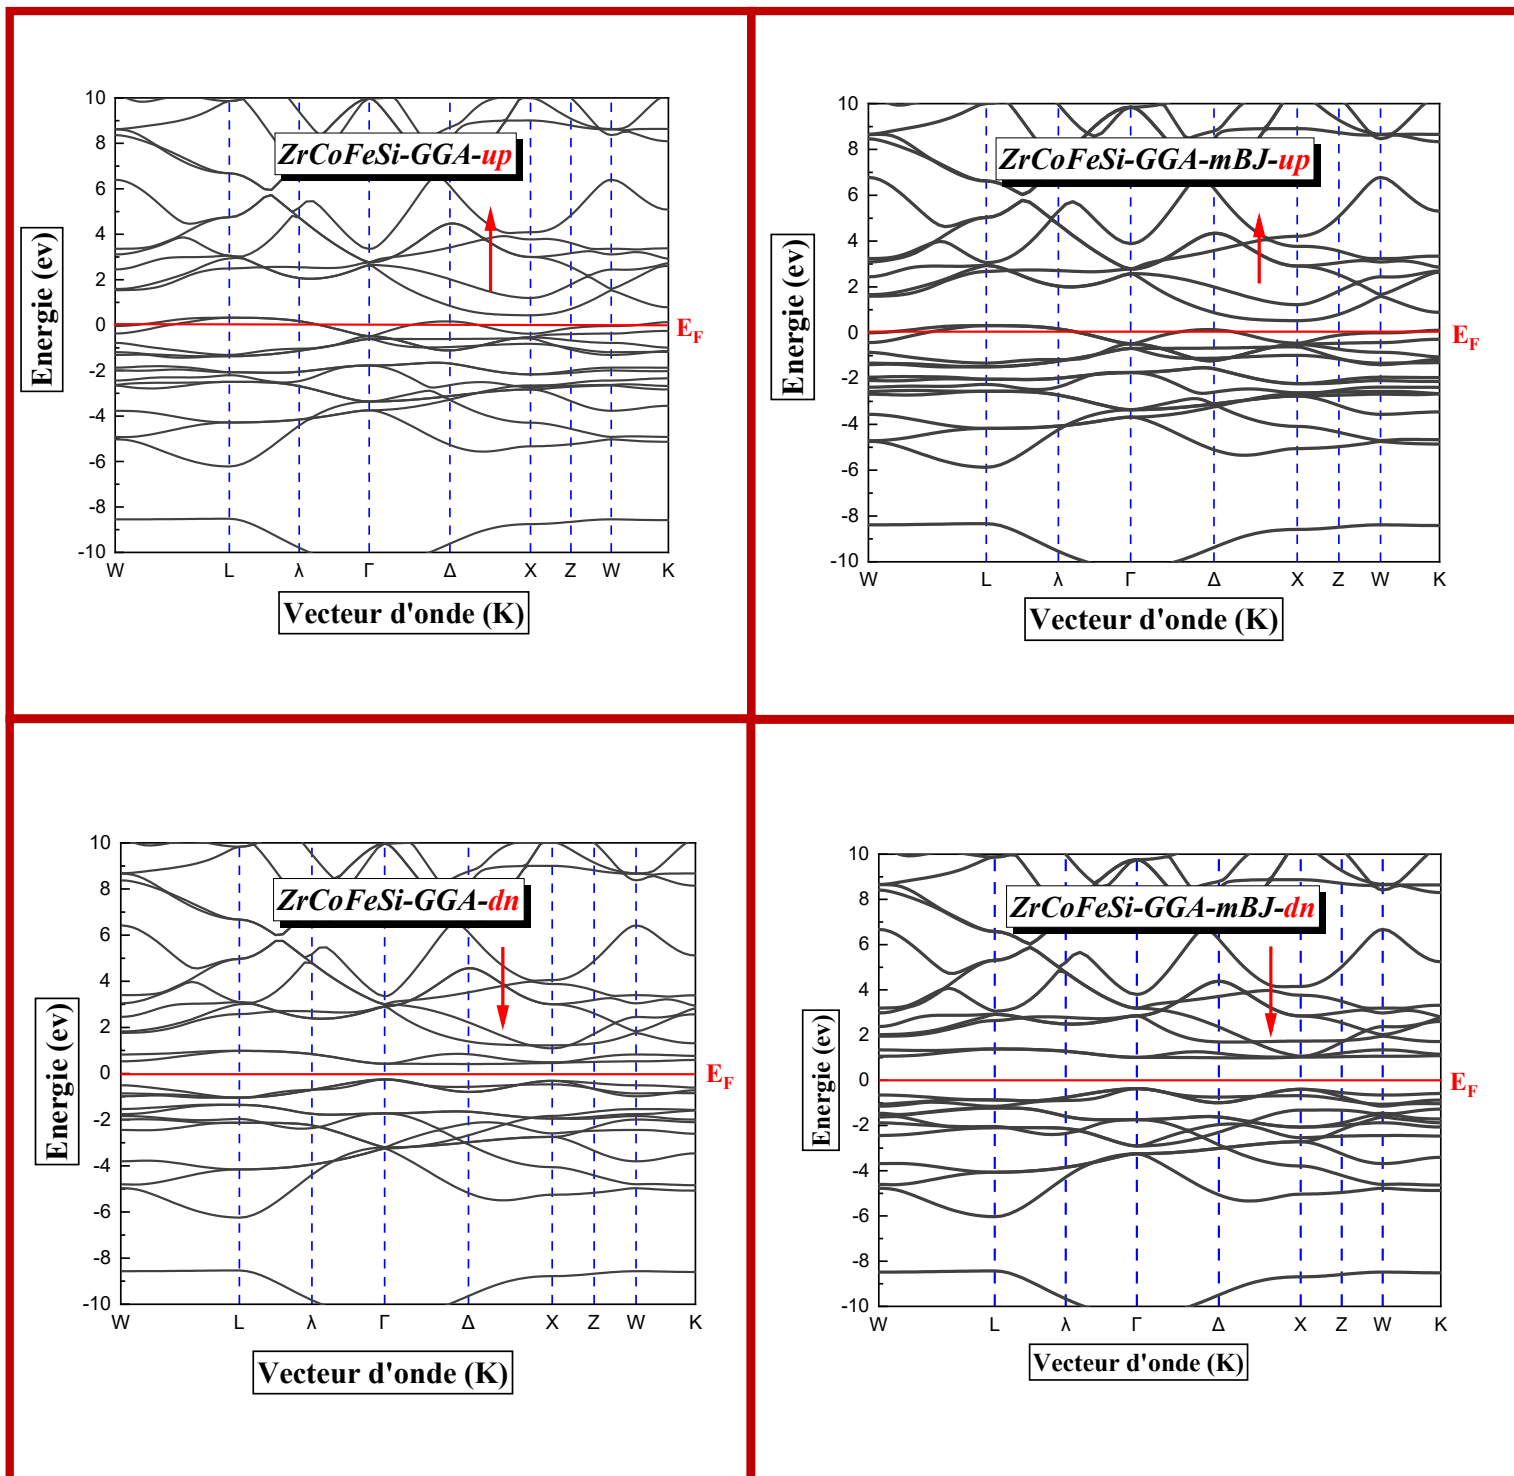 ZrCoFeSi-GGA-up
Energie (ev)
10
8
6
4
2
0
-2
-4
-6
-8
-10
E_F
W L λ Γ Δ X Z W K
Vecteur d'onde (K)
ZrCoFeSi-GGA-mBJ-up
Energie (ev)
10
8
6
4
2
0
-2
-4
-6
-8
-10
E_F
W L λ Γ Δ X Z W K
Vecteur d'onde (K)
ZrCoFeSi-GGA-dn
Energie (ev)
10
8
6
4
2
0
-2
-4
-6
-8
-10
E_F
W L λ Γ Δ X Z W K
Vecteur d'onde (K)
ZrCoFeSi-GGA-mBJ-dn
Energie (ev)
10
8
6
4
2
0
-2
-4
-6
-8
-10
E_F
W L λ Γ Δ X Z W K
Vecteur d'onde (K)